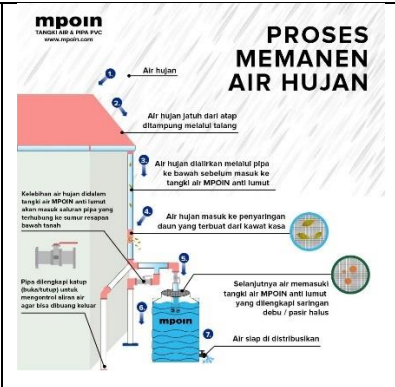 mpoin
TANGKI AIR & PIPA PVC
www.mpoin.com
PROSES
MEMANEN
AIR HUJAN
1.
Air hujan
2.
Air hujan jatuh dari atap
ditampung melalui talang
3.
Air hujan dialirkan melalui pipa
ke bawah sebelum masuk ke
tangki air MPOIN anti lumut
Kelebihan air hujan didalam
tangki air MPOIN anti lumut
akan masuk saluran pipa yang
terhubung ke sumur resapan
bawah tanah
4.
Air hujan masuk ke penyaringan
daun yang terbuat dari kawat kasa
5.
Pipa dilengkapi katup
(buka/tutup) untuk
mengontrol aliran air
agar bisa dibuang keluar
Selanjutnya air memasuki
tangki air MPOIN anti lumut
yang dilengkapi saringan
debu / pasir halus
6.
mpoin
7.
Air siap di distribusikan